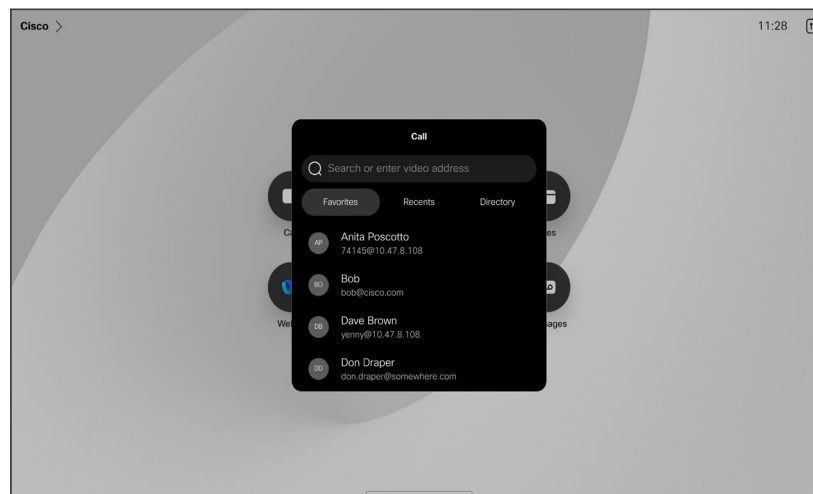 Cisco
11:28
Call
Search or enter video address
Favorites Recents Directory
AP Anita Poscotto
74145@10.47.8.108
BO Bob
bob@cisco.com
DB Dave Brown
yenny@10.47.8.108
DD Don Draper
don.draper@somewhere.com